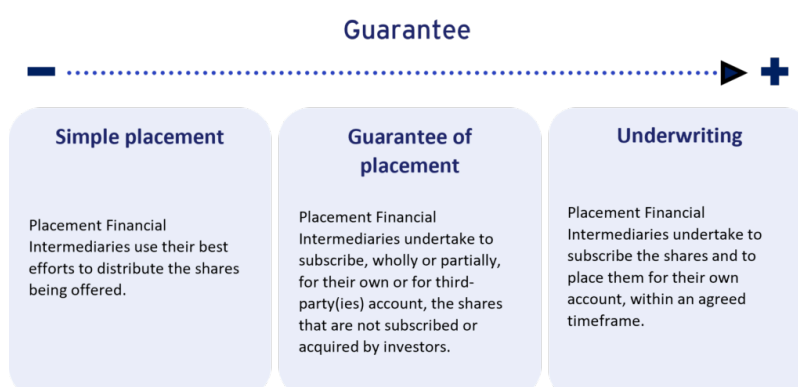 Guarantee
Simple placement
Placement Financial
Intermediaries use their best
efforts to distribute the shares
being offered.
Guarantee of
placement
Placement Financial
Intermediaries undertake to
subscribe, wholly or partially,
for their own or for third-
party(ies) account, the shares
that are not subscribed or
acquired by investors.
Underwriting
Placement Financial
Intermediaries undertake to
subscribe the shares and to
place them for their own
account, within an agreed
timeframe.